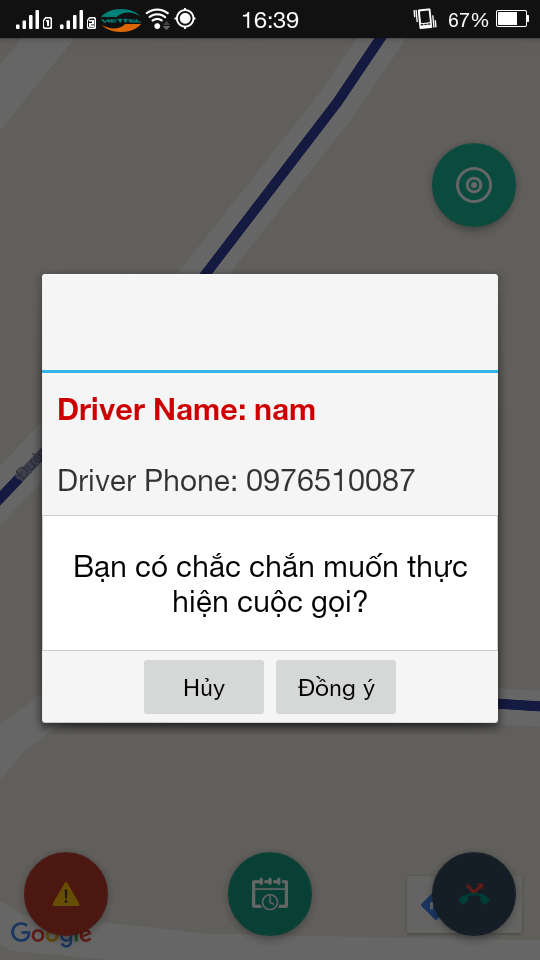 VIETTEL
16:39
67%
Driver Name: nam
Driver Phone: 0976510087
Bạn có chắc chắn muốn thực
hiện cuộc gọi?
Hủy
Đồng ý
Google